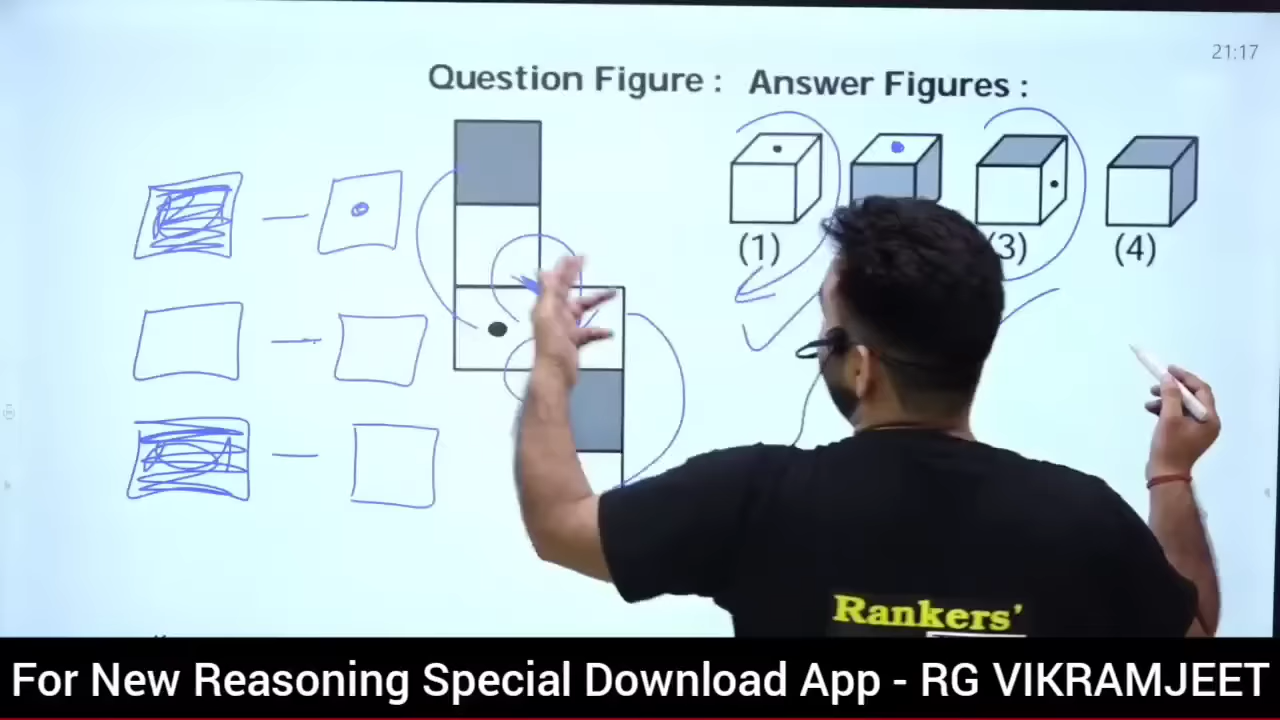 21:17
Question Figure : Answer Figures :
(1) (3) (4)
Rankers'
For New Reasoning Special Download App - RG VIKRAMJEET